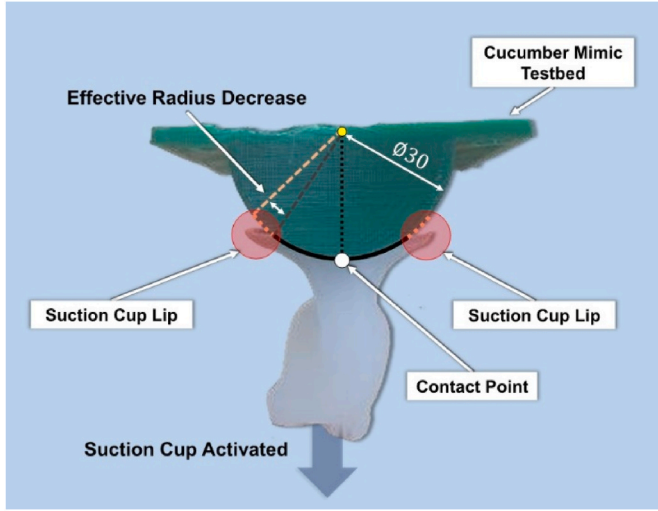 Cucumber Mimic
Testbed
Effective Radius Decrease
Ø30
Suction Cup Lip
Suction Cup Lip
Contact Point
Suction Cup Activated